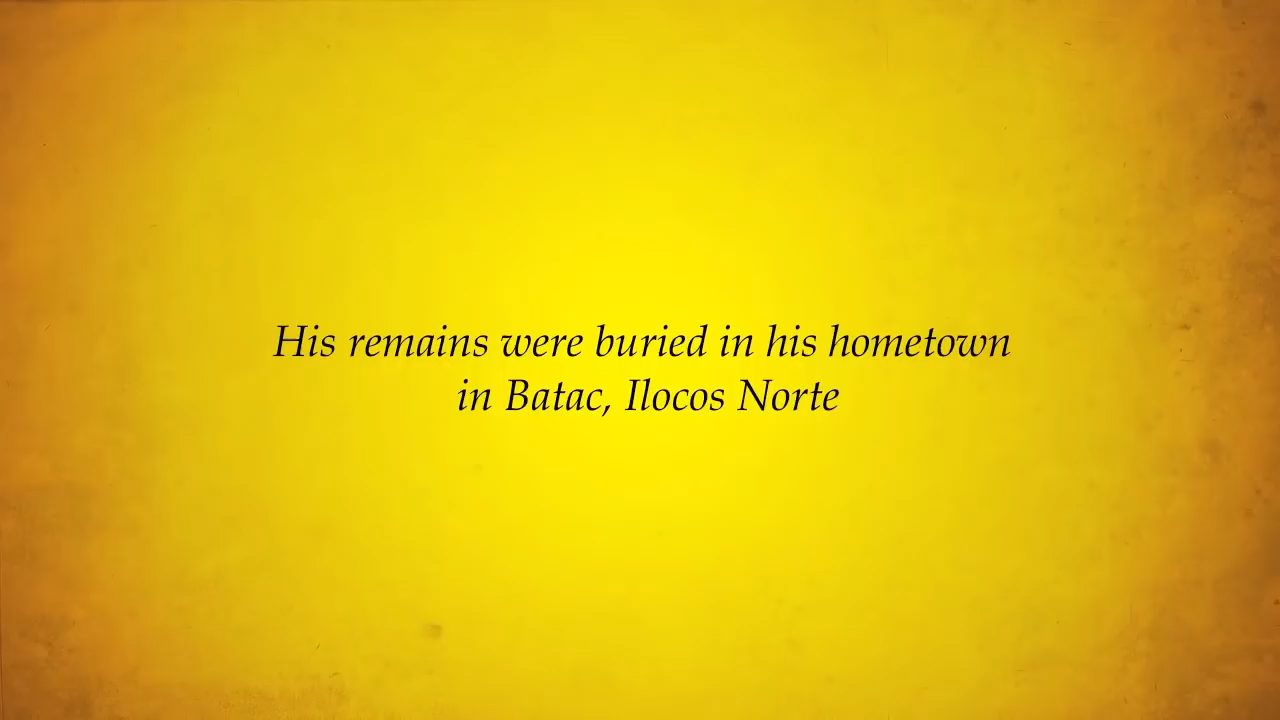 His remains were buried in his hometown
in Batac, Ilocos Norte